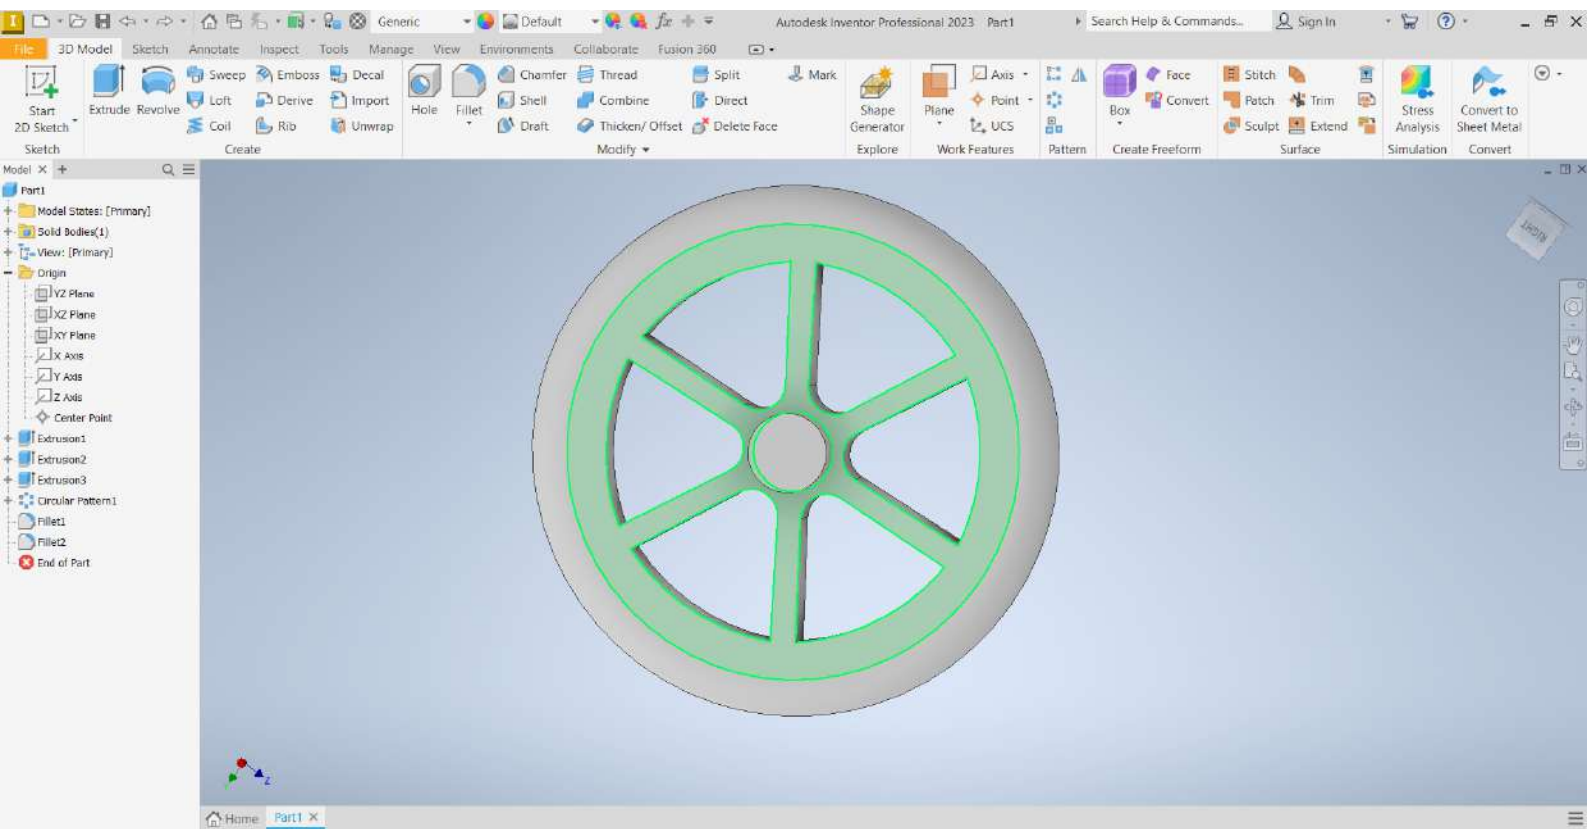 I Generic Default fx Autodesk Inventor Professional 2023 Part1 Search Help & Commands... Sign In
File 3D Model Sketch Annotate Inspect Tools Manage View Environments Collaborate Fusion 360
Sweep Emboss Decal Chamfer Thread Split Mark Axis Face Stitch
Start 2D Sketch Extrude Revolve Loft Derive Import Hole Fillet Shell Combine Direct Shape Generator Plane Point Box Convert Patch Trim Stress Analysis Convert to Sheet Metal
Coil Rib Unwrap Draft Thicken/ Offset Delete Face UCS Sculpt Extend
Sketch Create Modify Explore Work Features Pattern Create Freeform Surface Simulation Convert
Model
Part1
Model States: [Primary]
Solid Bodies(1)
View: [Primary]
Origin
YZ Plane
XZ Plane
XY Plane
X Axis
Y Axis
Z Axis
Center Point
Extrusion1
Extrusion2
Extrusion3
Circular Pattern1
Fillet1
Fillet2
End of Part
RIGHT
Y
Z
Home Part1